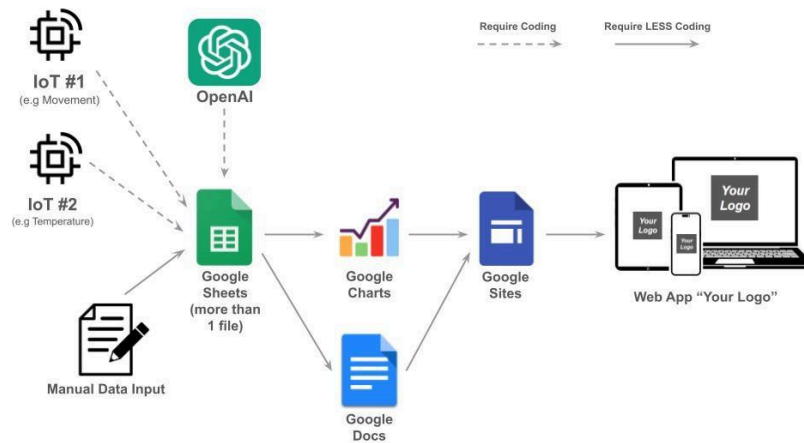 Require Coding
Require LESS Coding
IoT #1
(e.g Movement)
OpenAI
IoT #2
(e.g Temperature)
Your
Logo
Your
Logo
Your
Logo
Google
Sheets
(more than
1 file)
Google
Charts
Google
Sites
Web App “Your Logo”
Manual Data Input
Google
Docs